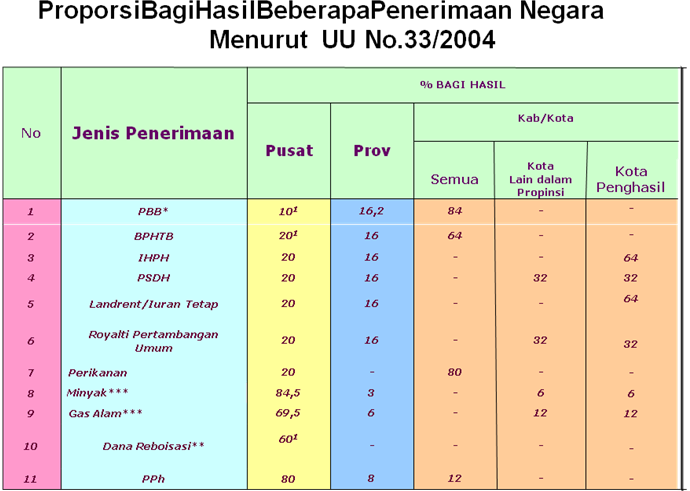 ProporsiBagiHasilBeberapaPenerimaan Negara
Menurut UU No.33/2004
No Jenis Penerimaan % BAGI HASIL
Pusat Prov Kab/Kota
Semua Kota Lain dalam Propinsi Kota Penghasil
1 PBB* 10¹ 16,2 84 - -
2 BPHTB 20¹ 16 64 - -
3 IHPH 20 16 - - 64
4 PSDH 20 16 - 32 32
5 Landrent/Iuran Tetap 20 16 - - 64
6 Royalti Pertambangan Umum 20 16 - 32 32
7 Perikanan 20 - 80 - -
8 Minyak*** 84,5 3 - 6 6
9 Gas Alam*** 69,5 6 - 12 12
10 Dana Reboisasi** 60¹ - - - -
11 PPh 80 8 12 - -